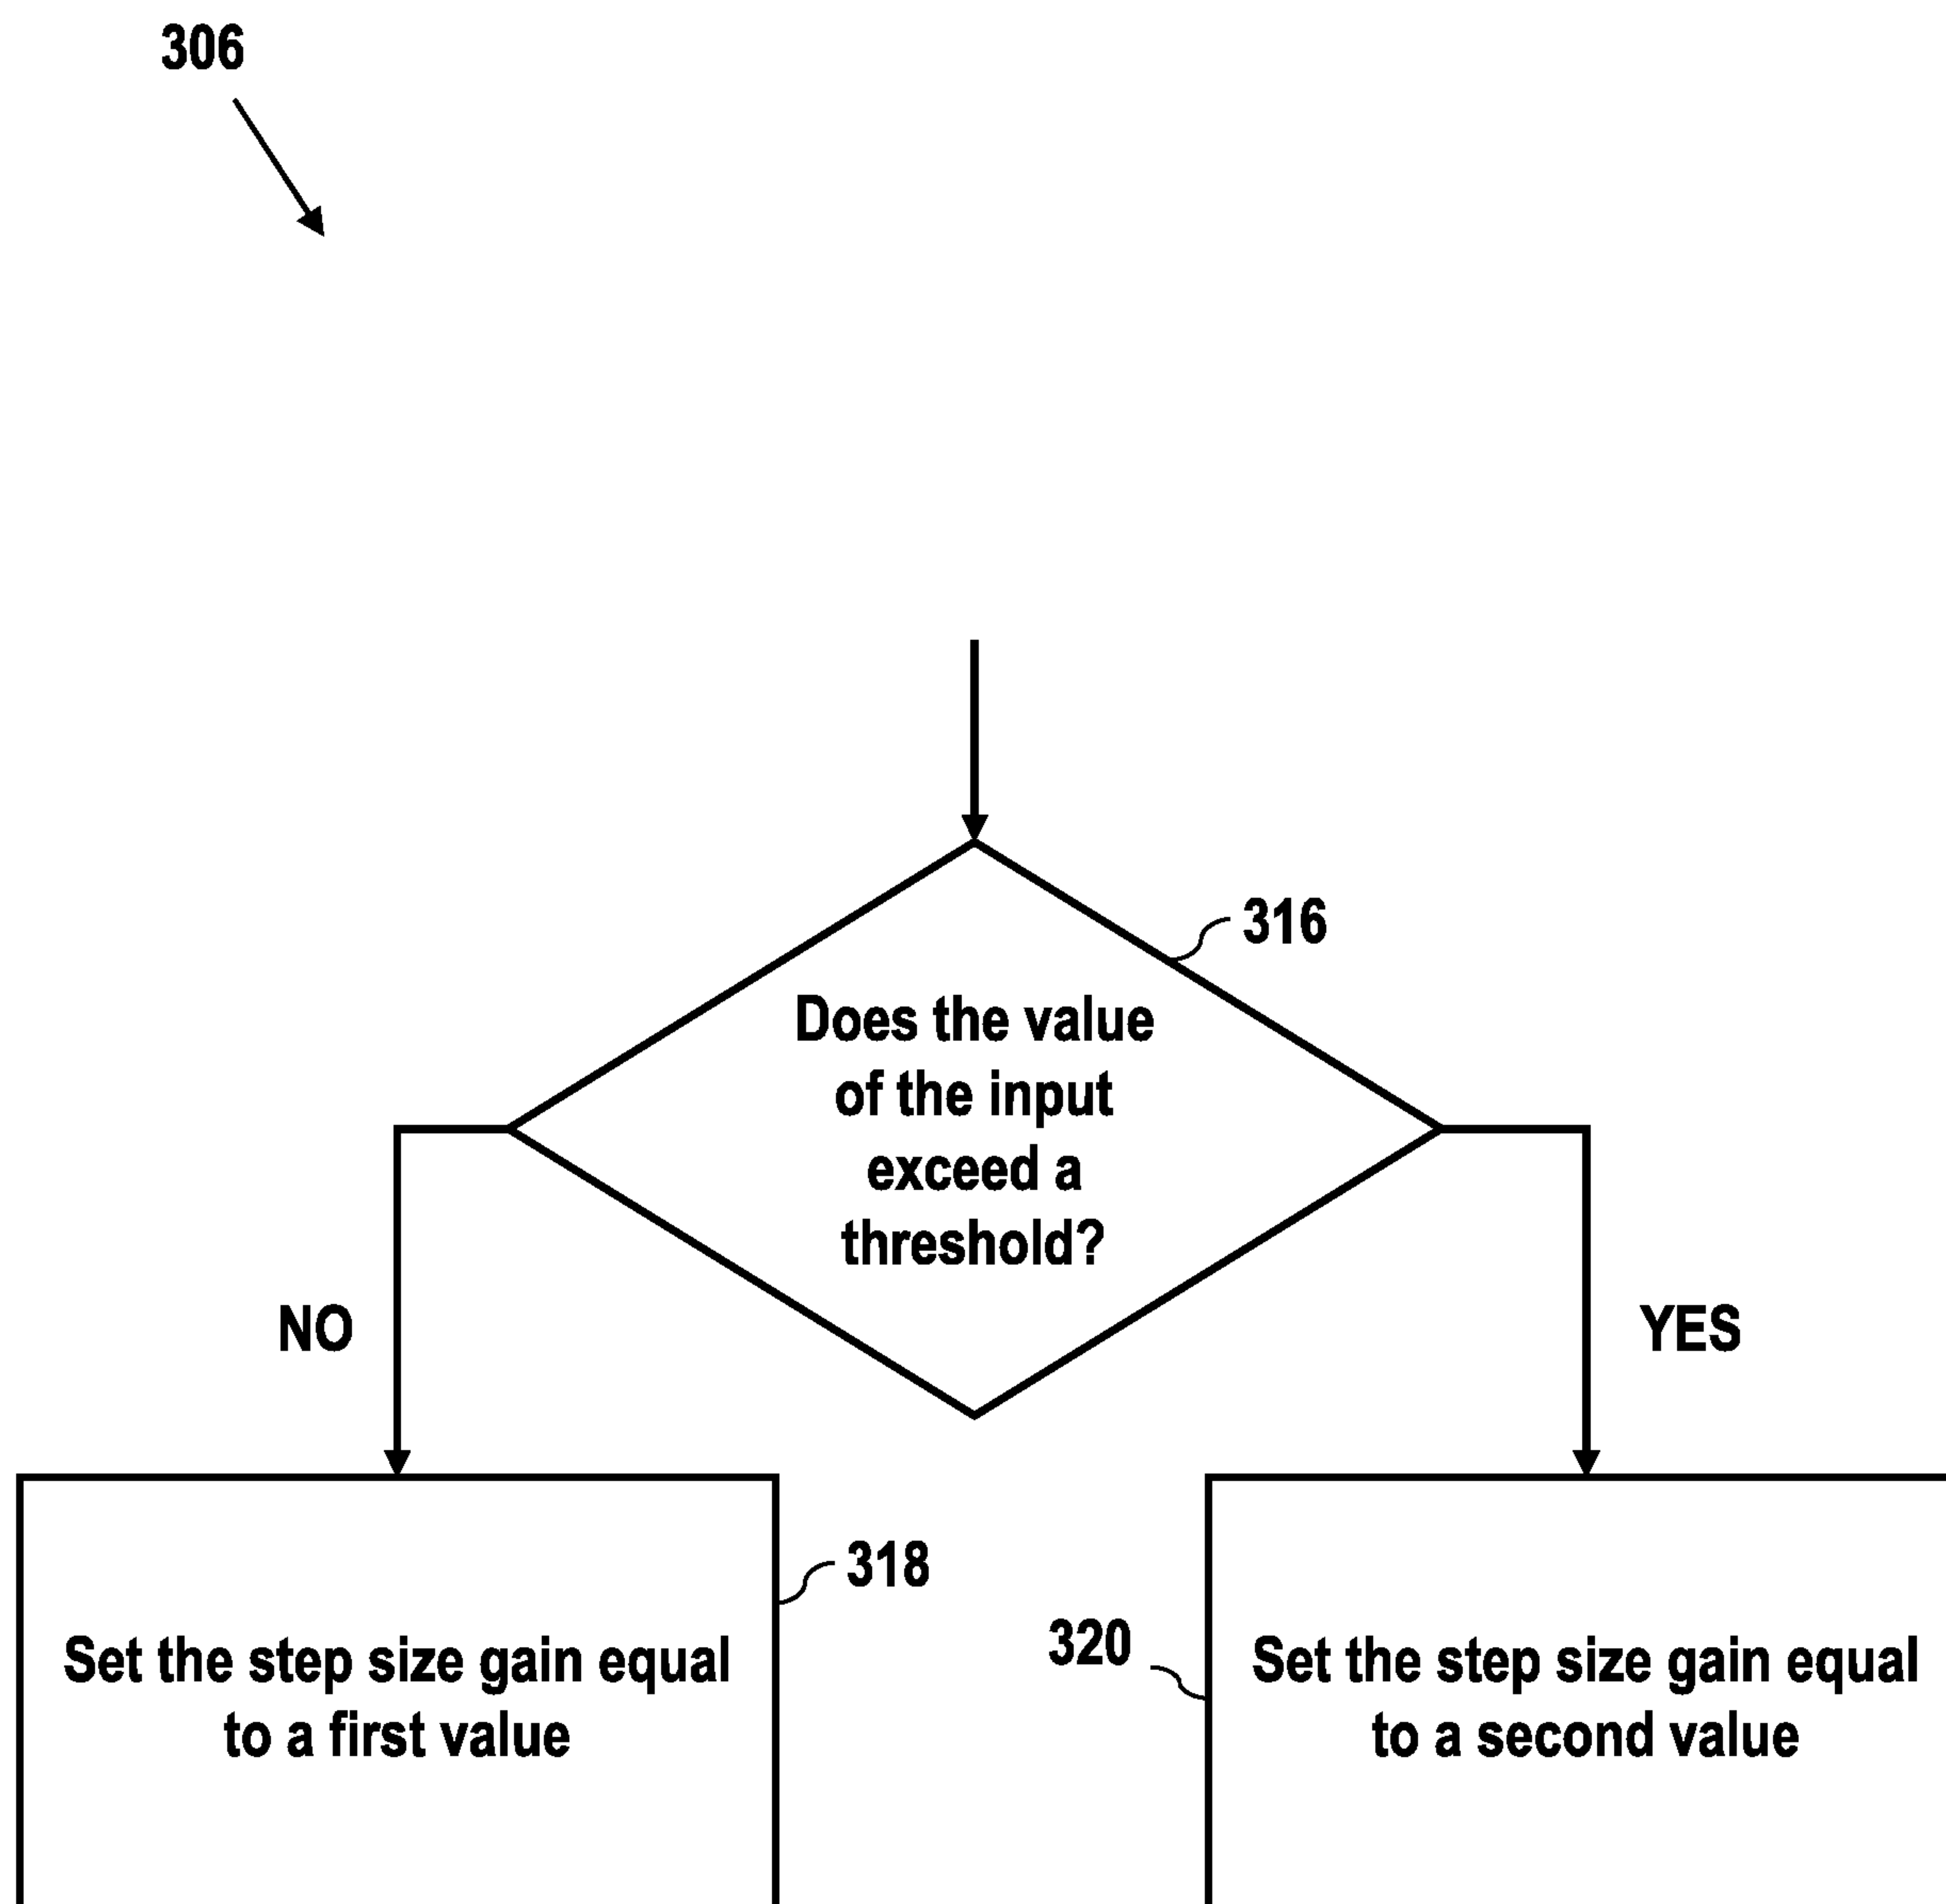 306
316
Does the value
of the input
exceed a
threshold?
NO
YES
318
Set the step size gain equal
to a first value
320
Set the step size gain equal
to a second value